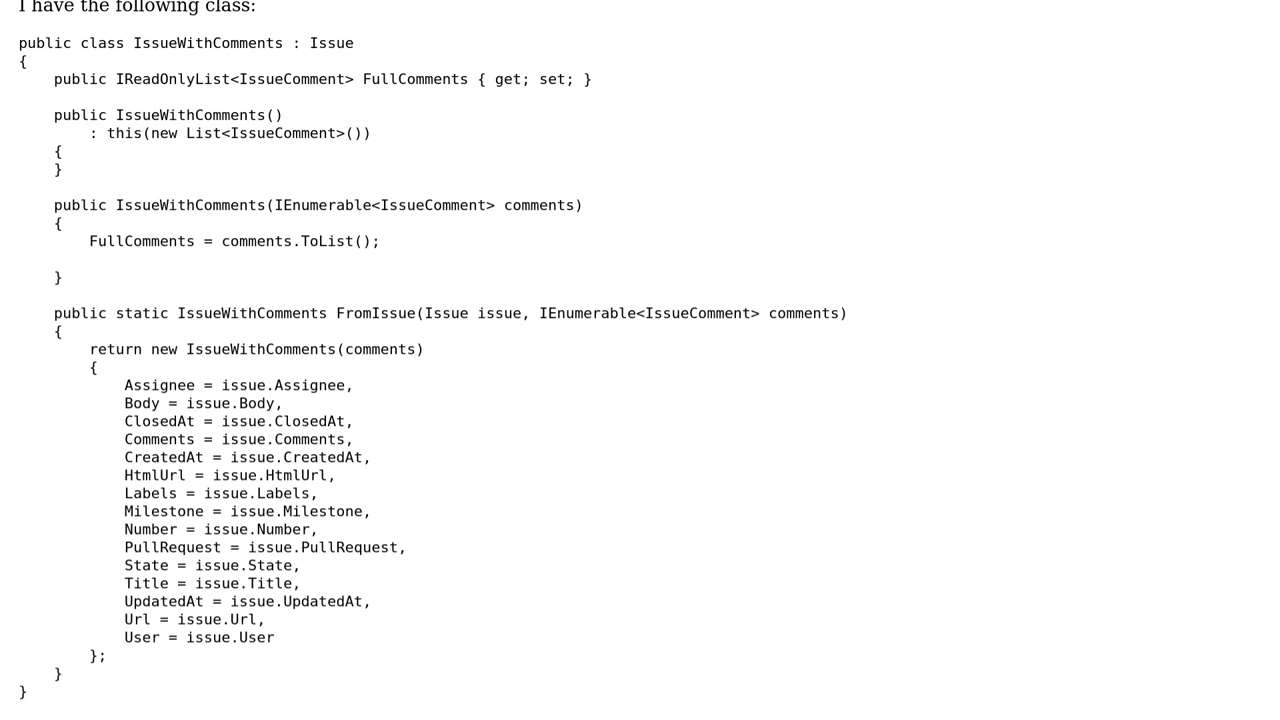 I have the following class:
public class IssueWithComments : Issue
{
    public IReadOnlyList<IssueComment> FullComments { get; set; }

    public IssueWithComments()
        : this(new List<IssueComment>())
    {
    }

    public IssueWithComments(IEnumerable<IssueComment> comments)
    {
        FullComments = comments.ToList();

    }

    public static IssueWithComments FromIssue(Issue issue, IEnumerable<IssueComment> comments)
    {
        return new IssueWithComments(comments)
        {
            Assignee = issue.Assignee,
            Body = issue.Body,
            ClosedAt = issue.ClosedAt,
            Comments = issue.Comments,
            CreatedAt = issue.CreatedAt,
            HtmlUrl = issue.HtmlUrl,
            Labels = issue.Labels,
            Milestone = issue.Milestone,
            Number = issue.Number,
            PullRequest = issue.PullRequest,
            State = issue.State,
            Title = issue.Title,
            UpdatedAt = issue.UpdatedAt,
            Url = issue.Url,
            User = issue.User
        };
    }
}